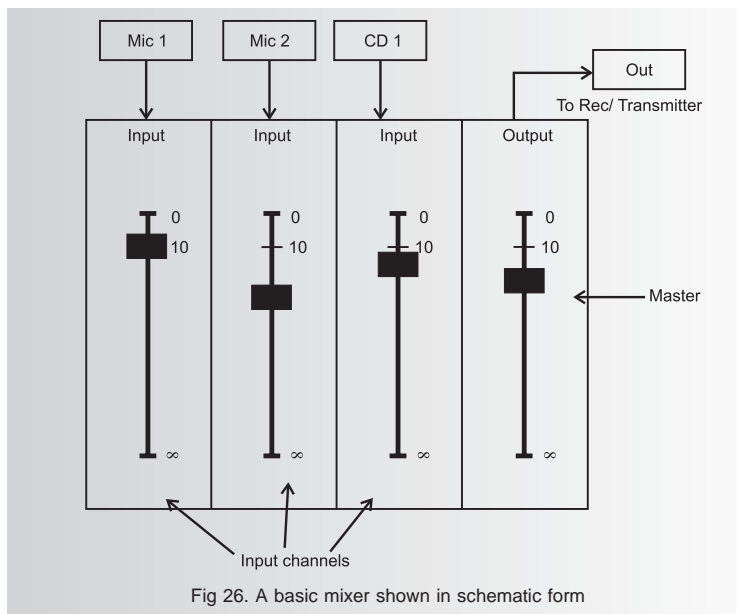 Mic 1
Mic 2
CD 1
Out
To Rec/ Transmitter
Input
Input
Input
Output
0
0
0
0
10
10
10
10
Master
∞
∞
∞
∞
Input channels
Fig 26. A basic mixer shown in schematic form